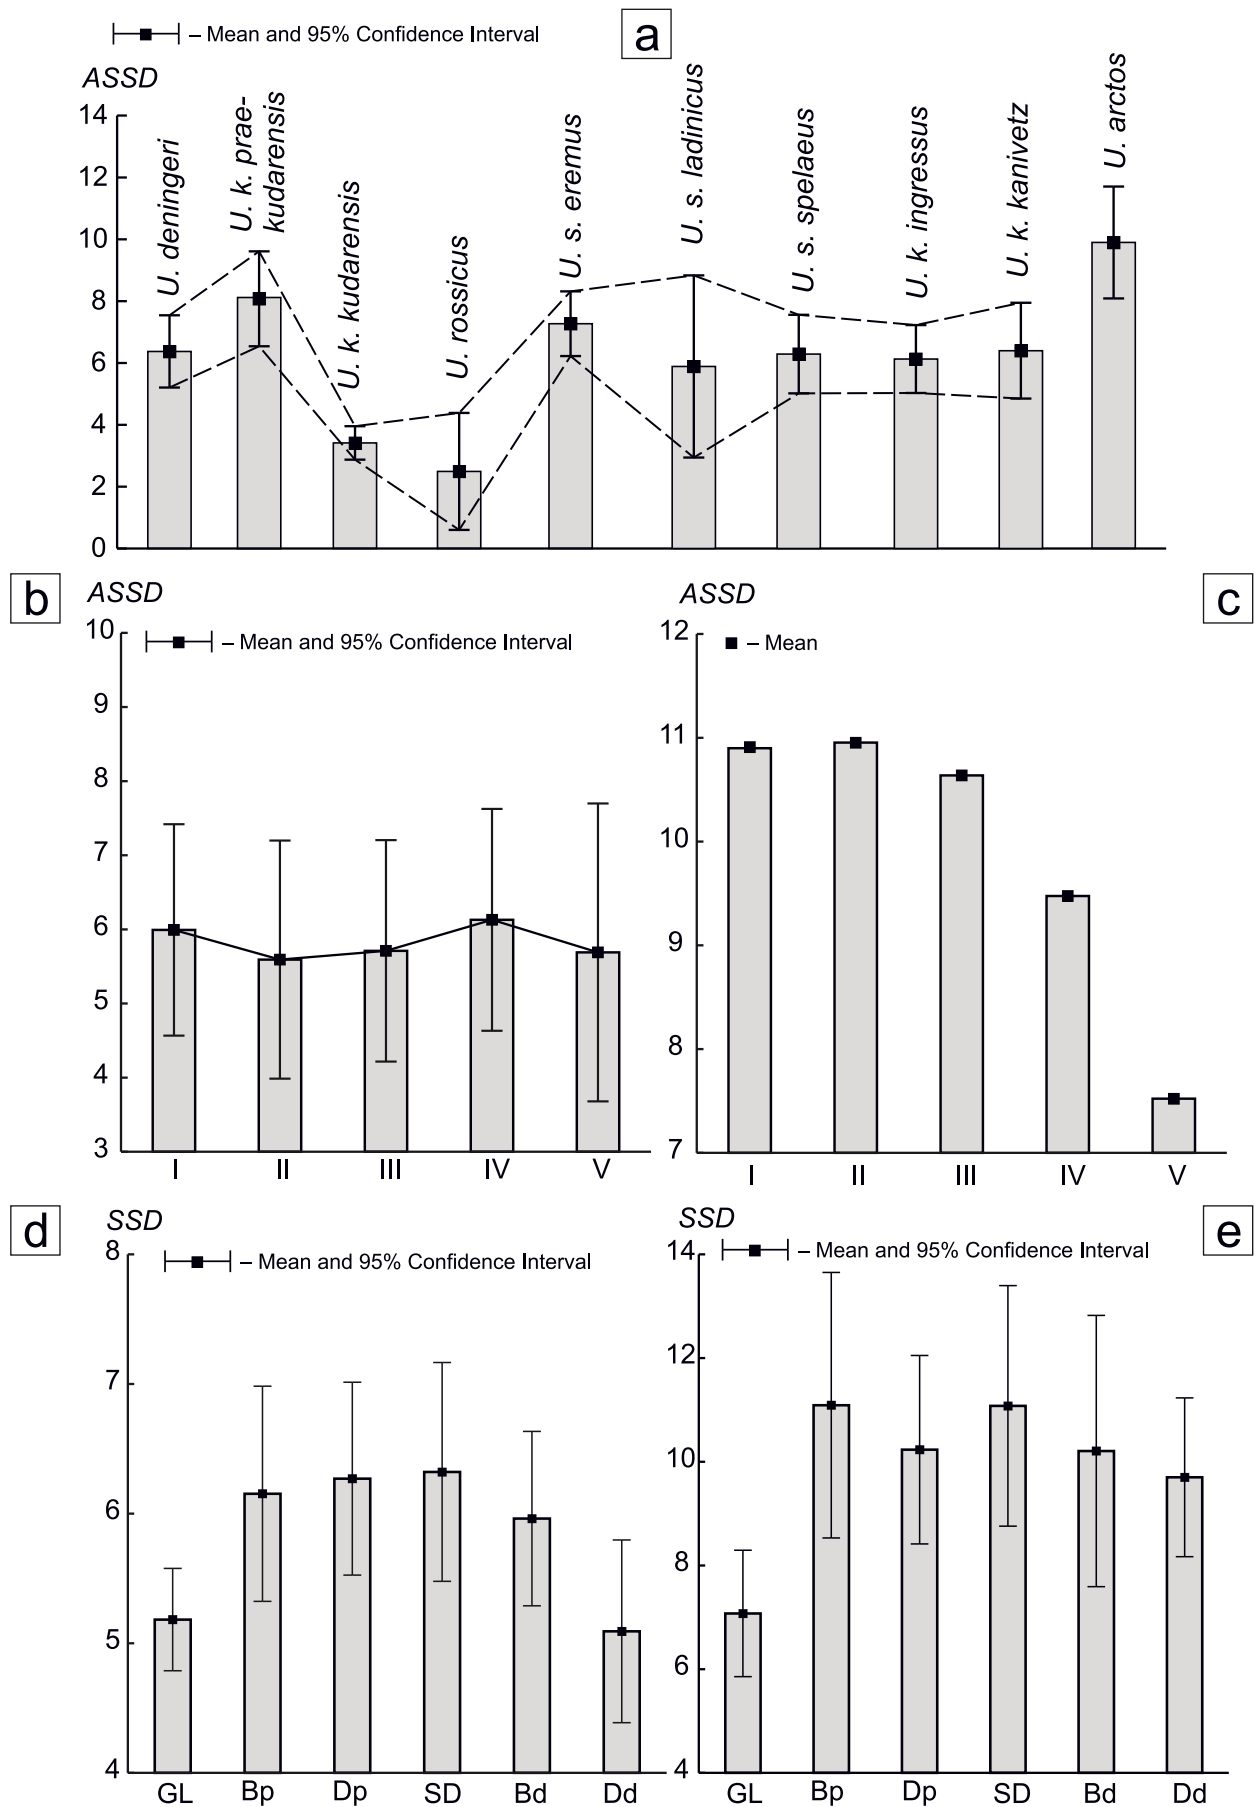 – Mean and 95% Confidence Interval
a
ASSD
14
12
10
8
6
4
2
0
U. deningeri
U. k. prae-
kudarensis
U. k. kudarensis
U. rossicus
U. s. eremus
U. s. ladinicus
U. s. spelaeus
U. k. ingressus
U. k. kanivetz
U. arctos
b
ASSD
– Mean and 95% Confidence Interval
10
9
8
7
6
5
4
3
I II III IV V
c
ASSD
– Mean
12
11
10
9
8
7
I II III IV V
d
SSD
– Mean and 95% Confidence Interval
8
7
6
5
4
GL Bp Dp SD Bd Dd
e
SSD
– Mean and 95% Confidence Interval
14
12
10
8
6
4
GL Bp Dp SD Bd Dd